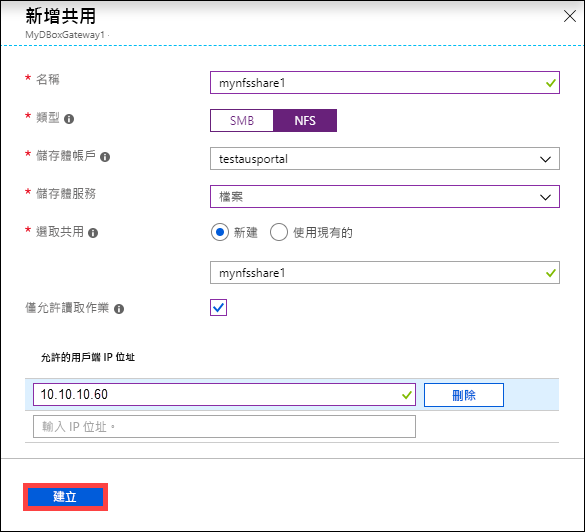 新增共用
MyDBoxGateway1
* 名稱
mynfsshare1
* 類型
SMB NFS
* 儲存體帳戶
testausportal
* 儲存體服務
檔案
* 選取共用
新建 使用現有的
mynfsshare1
僅允許讀取作業
允許的用戶端 IP 位址
10.10.10.60 刪除
輸入 IP 位址。
建立